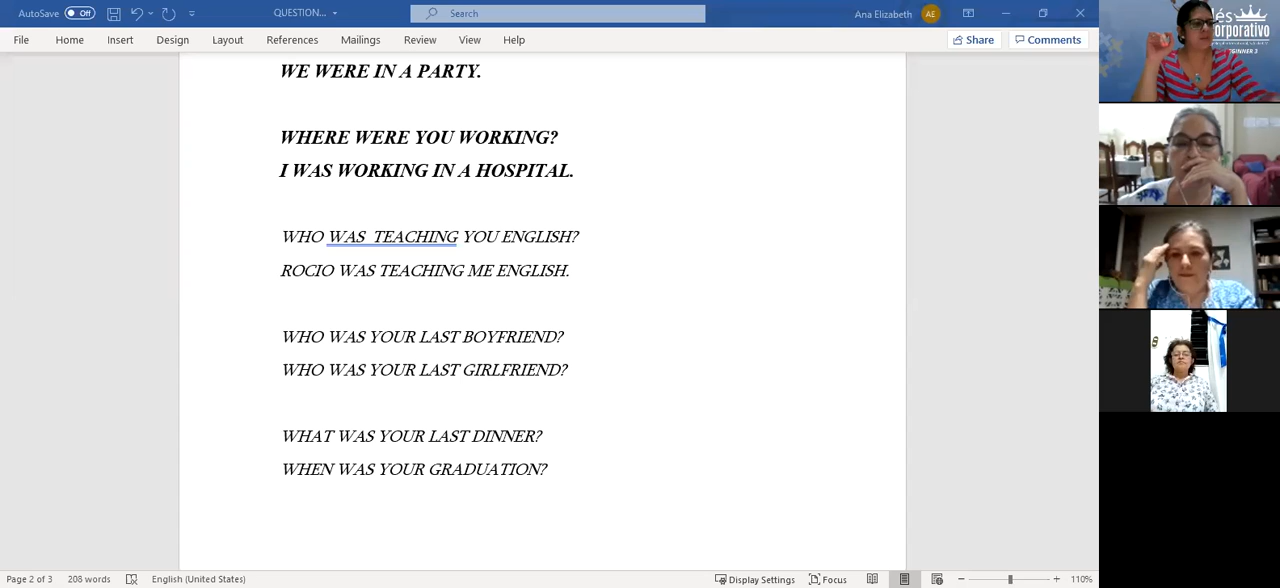 AutoSave Off QUESTION... Search Ana Elizabeth AE
File Home Insert Design Layout References Mailings Review View Help Share Comments
WE WERE IN A PARTY.
WHERE WERE YOU WORKING?
I WAS WORKING IN A HOSPITAL.
WHO WAS TEACHING YOU ENGLISH?
ROCIO WAS TEACHING ME ENGLISH.
WHO WAS YOUR LAST BOYFRIEND?
WHO WAS YOUR LAST GIRLFRIEND?
WHAT WAS YOUR LAST DINNER?
WHEN WAS YOUR GRADUATION?
Page 2 of 3 208 words English (United States) Display Settings Focus 110%